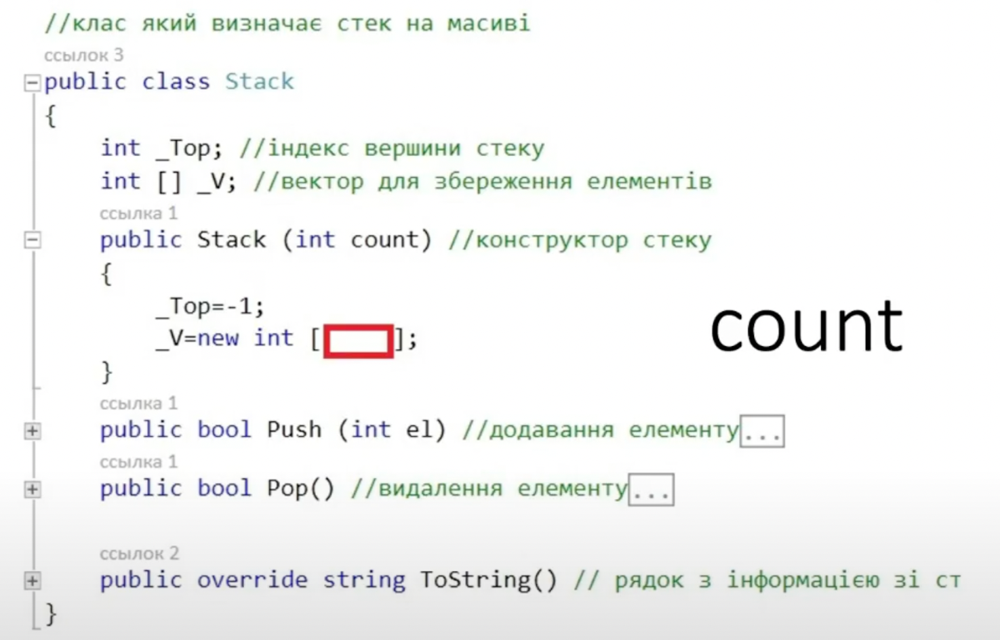 //клас який визначає стек на масиві
ссылок 3
public class Stack
{
int _Top; //індекс вершини стеку
int [] _V; //вектор для збереження елементів
ссылка 1
public Stack (int count) //конструктор стеку
{
_Top=-1;
_V=new int [ ];
count
}
ссылка 1
public bool Push (int el) //додавання елементу...
ссылка 1
public bool Pop() //видалення елементу...
ссылок 2
public override string ToString() // рядок з інформацією зі ст
}